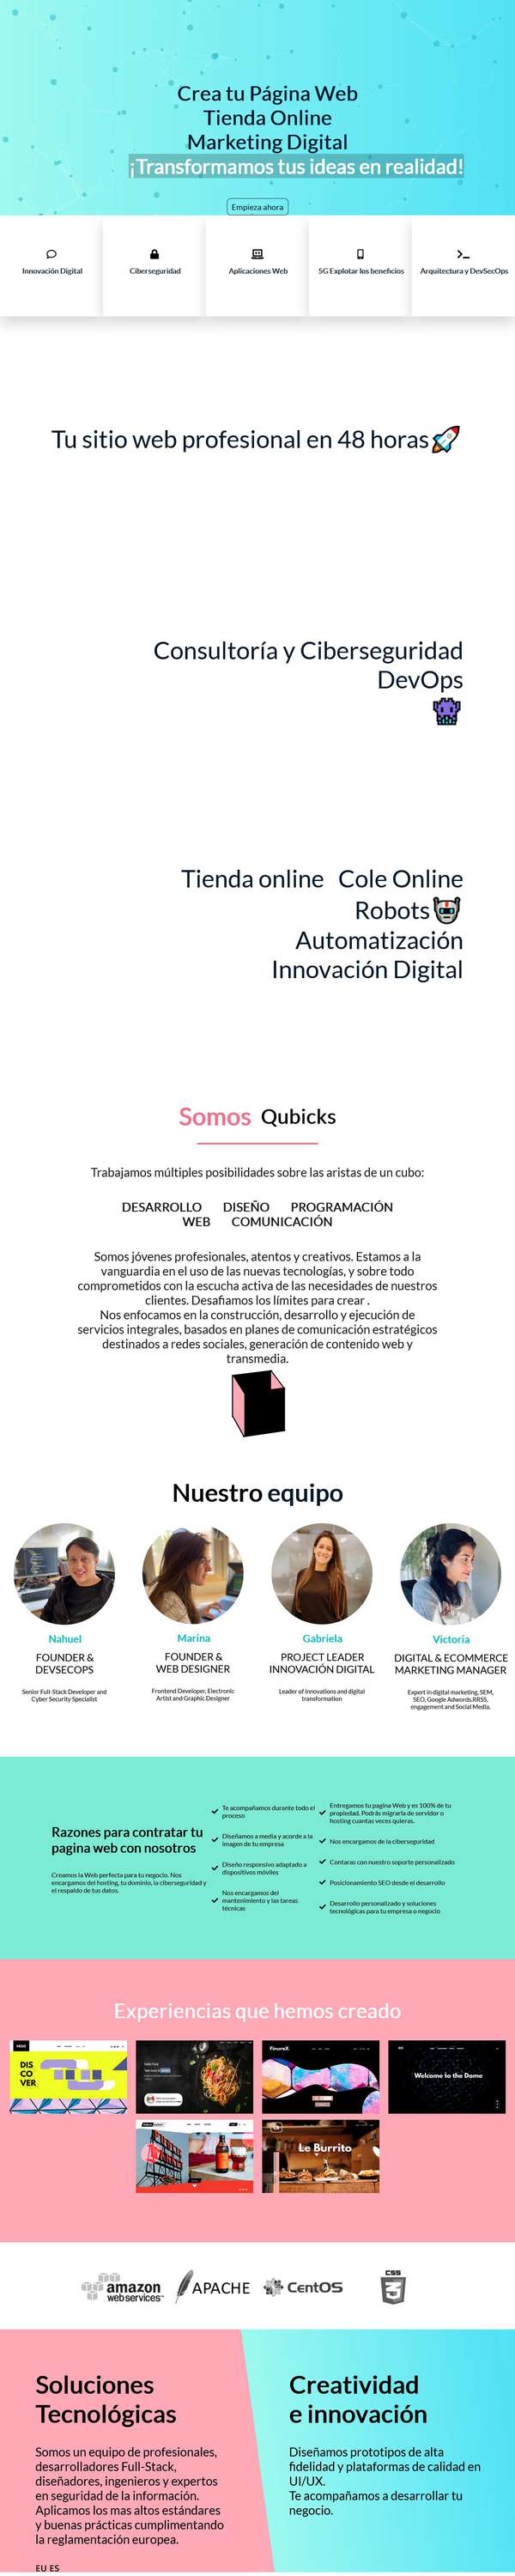 Crea tu Página Web
Tienda Online
Marketing Digital
¡Transformamos tus ideas en realidad!
Empieza ahora
Innovación Digital
Ciberseguridad
Aplicaciones Web
5G Explotar los beneficios
Arquitectura y DevSecOps
Tu sitio web profesional en 48 horas🚀
Consultoría y Ciberseguridad
DevOps
👾
Tienda online Cole Online
Robots🤖
Automatización
Innovación Digital
Somos Qubicks
Trabajamos múltiples posibilidades sobre las aristas de un cubo:
DESARROLLO DISEÑO PROGRAMACIÓN
WEB COMUNICACIÓN
Somos jóvenes profesionales, atentos y creativos. Estamos a la
vanguardia en el uso de las nuevas tecnologías, y sobre todo
comprometidos con la escucha activa de las necesidades de nuestros
clientes. Desafiamos los límites para crear .
Nos enfocamos en la construcción, desarrollo y ejecución de
servicios integrales, basados en planes de comunicación estratégicos
destinados a redes sociales, generación de contenido web y
transmedia.
Nuestro equipo
Nahuel
FOUNDER &
DEVSECOPS
Senior Full-Stack Developer and
Cyber Security Specialist
Marina
FOUNDER &
WEB DESIGNER
Frontend Developer, Electronic
Artist and Graphic Designer
Gabriela
PROJECT LEADER
INNOVACIÓN DIGITAL
Leader of innovations and digital
transformation
Victoria
DIGITAL & ECOMMERCE
MARKETING MANAGER
Expert in digital marketing, SEM,
SEO, Google Adwords.RRSS,
engagement and Social Media.
Razones para contratar tu
pagina web con nosotros
Creamos la Web perfecta para tu negocio. Nos
encargamos del hosting, tu dominio, la ciberseguridad y
el respaldo de tus datos.
Te acompañamos durante todo el
proceso
Diseñamos a media y acorde a la
imagen de tu empresa
Diseño responsivo adaptado a
dispositivos móviles
Nos encargamos del
mantenimiento y las tareas
técnicas
Entregamos tu pagina Web y es 100% de tu
propiedad. Podrás migrarla de servidor o
hosting cuantas veces quieras.
Nos encargamos de la ciberseguridad
Contaras con nuestro soporte personalizado
Posicionamiento SEO desde el desarrollo
Desarrollo personalizado y soluciones
tecnológicas para tu empresa o negocio
Experiencias que hemos creado
DIS
CO
VER
FinureX
Welcome to the Dome
Le Burrito
amazon
web services
APACHE
CentOS
CSS
3
Soluciones
Tecnológicas
Somos un equipo de profesionales,
desarrolladores Full-Stack,
diseñadores, ingenieros y expertos
en seguridad de la información.
Aplicamos los mas altos estándares
y buenas prácticas cumplimentando
la reglamentación europea.
EU ES
Creatividad
e innovación
Diseñamos prototipos de alta
fidelidad y plataformas de calidad en
UI/UX.
Te acompañamos a desarrollar tu
negocio.